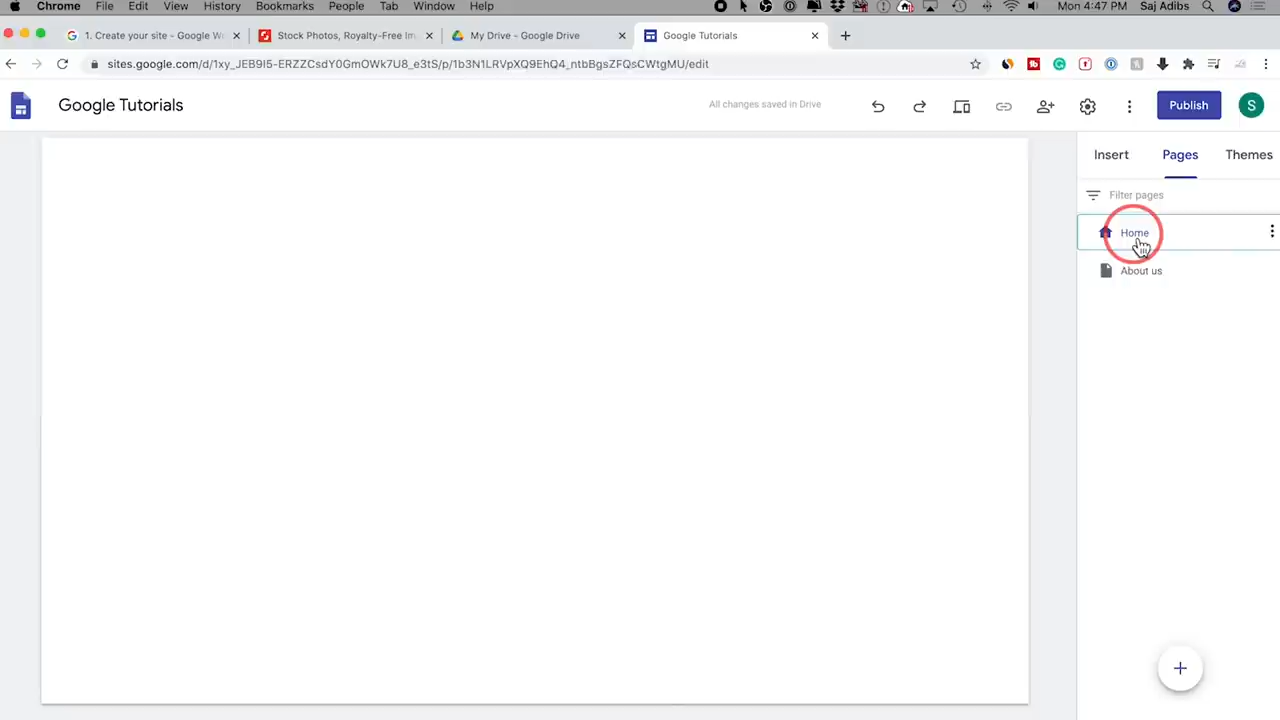 Chrome File Edit View History Bookmarks People Tab Window Help Mon 4:47 PM Saj Adibs
1. Create your site - Google W Stock Photos, Royalty-Free Im My Drive - Google Drive Google Tutorials
sites.google.com/d/1xy_JEB9I5-ERZZCsdY0GmOWk7U8_e3tS/p/1b3N1LRVpXQ9EhQ4_ntbBgsZFQsCWtgMU/edit
Google Tutorials All changes saved in Drive Publish S
Insert Pages Themes
Filter pages
Home
About us